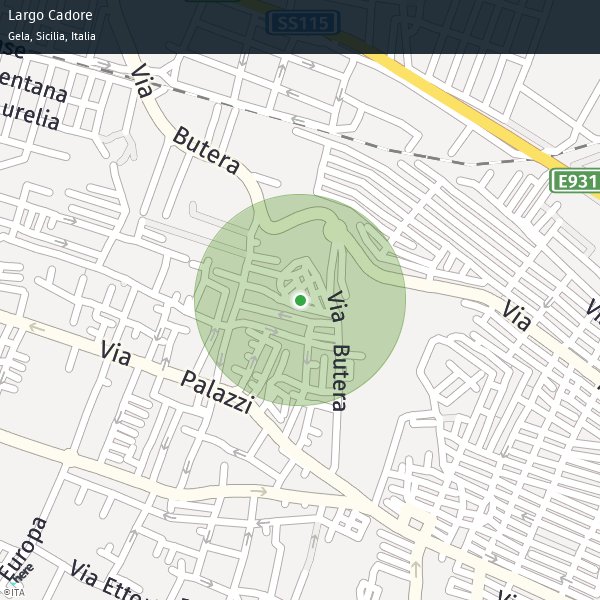 Largo Cadore
Gela, Sicilia, Italia
SS115
entana
urelia
Via
Butera
E931
Via
Butera
Via
Via
Palazzi
Europa
Via
here
©ITA